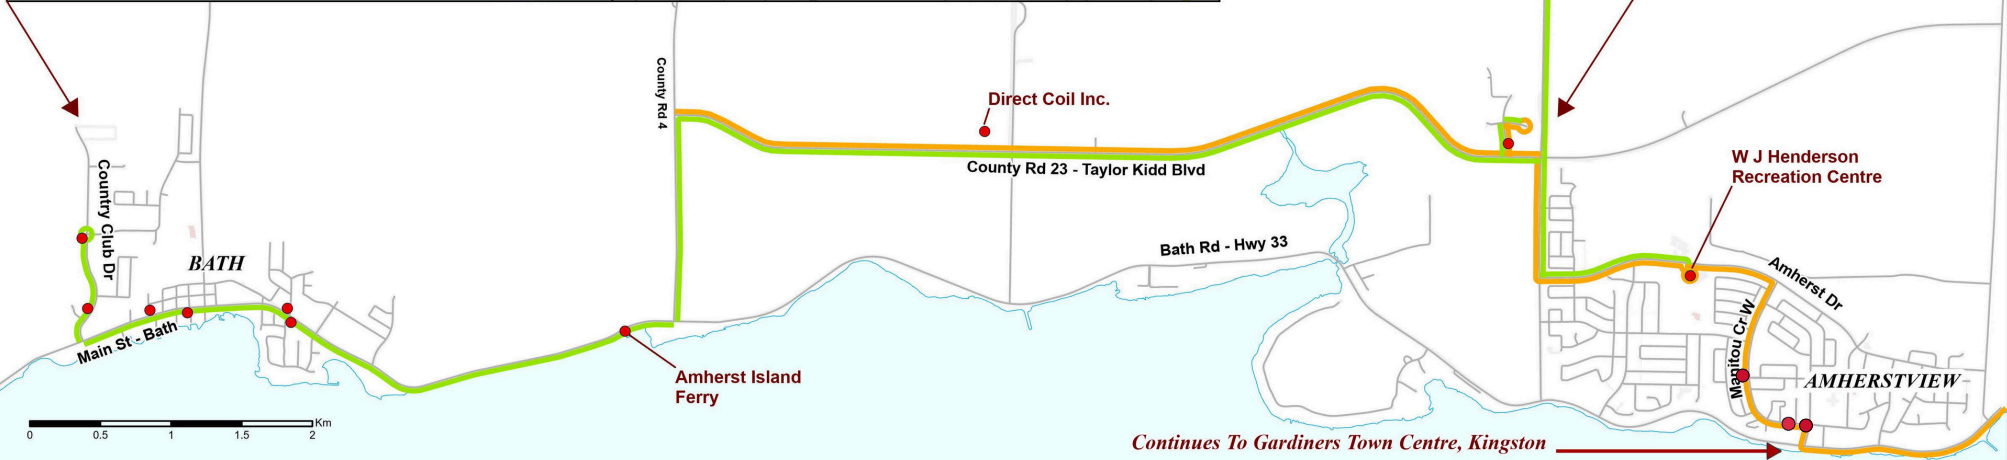 County Rd 4
Direct Coil Inc.
County Rd 23 - Taylor Kidd Blvd
W J Henderson
Recreation Centre
Country Club Dr
BATH
Bath Rd - Hwy 33
Amherst Dr
Manitou Cr W
Main St - Bath
Amherst Island
Ferry
AMHERSTVIEW
Km
0 0.5 1 1.5 2
Continues To Gardiners Town Centre, Kingston